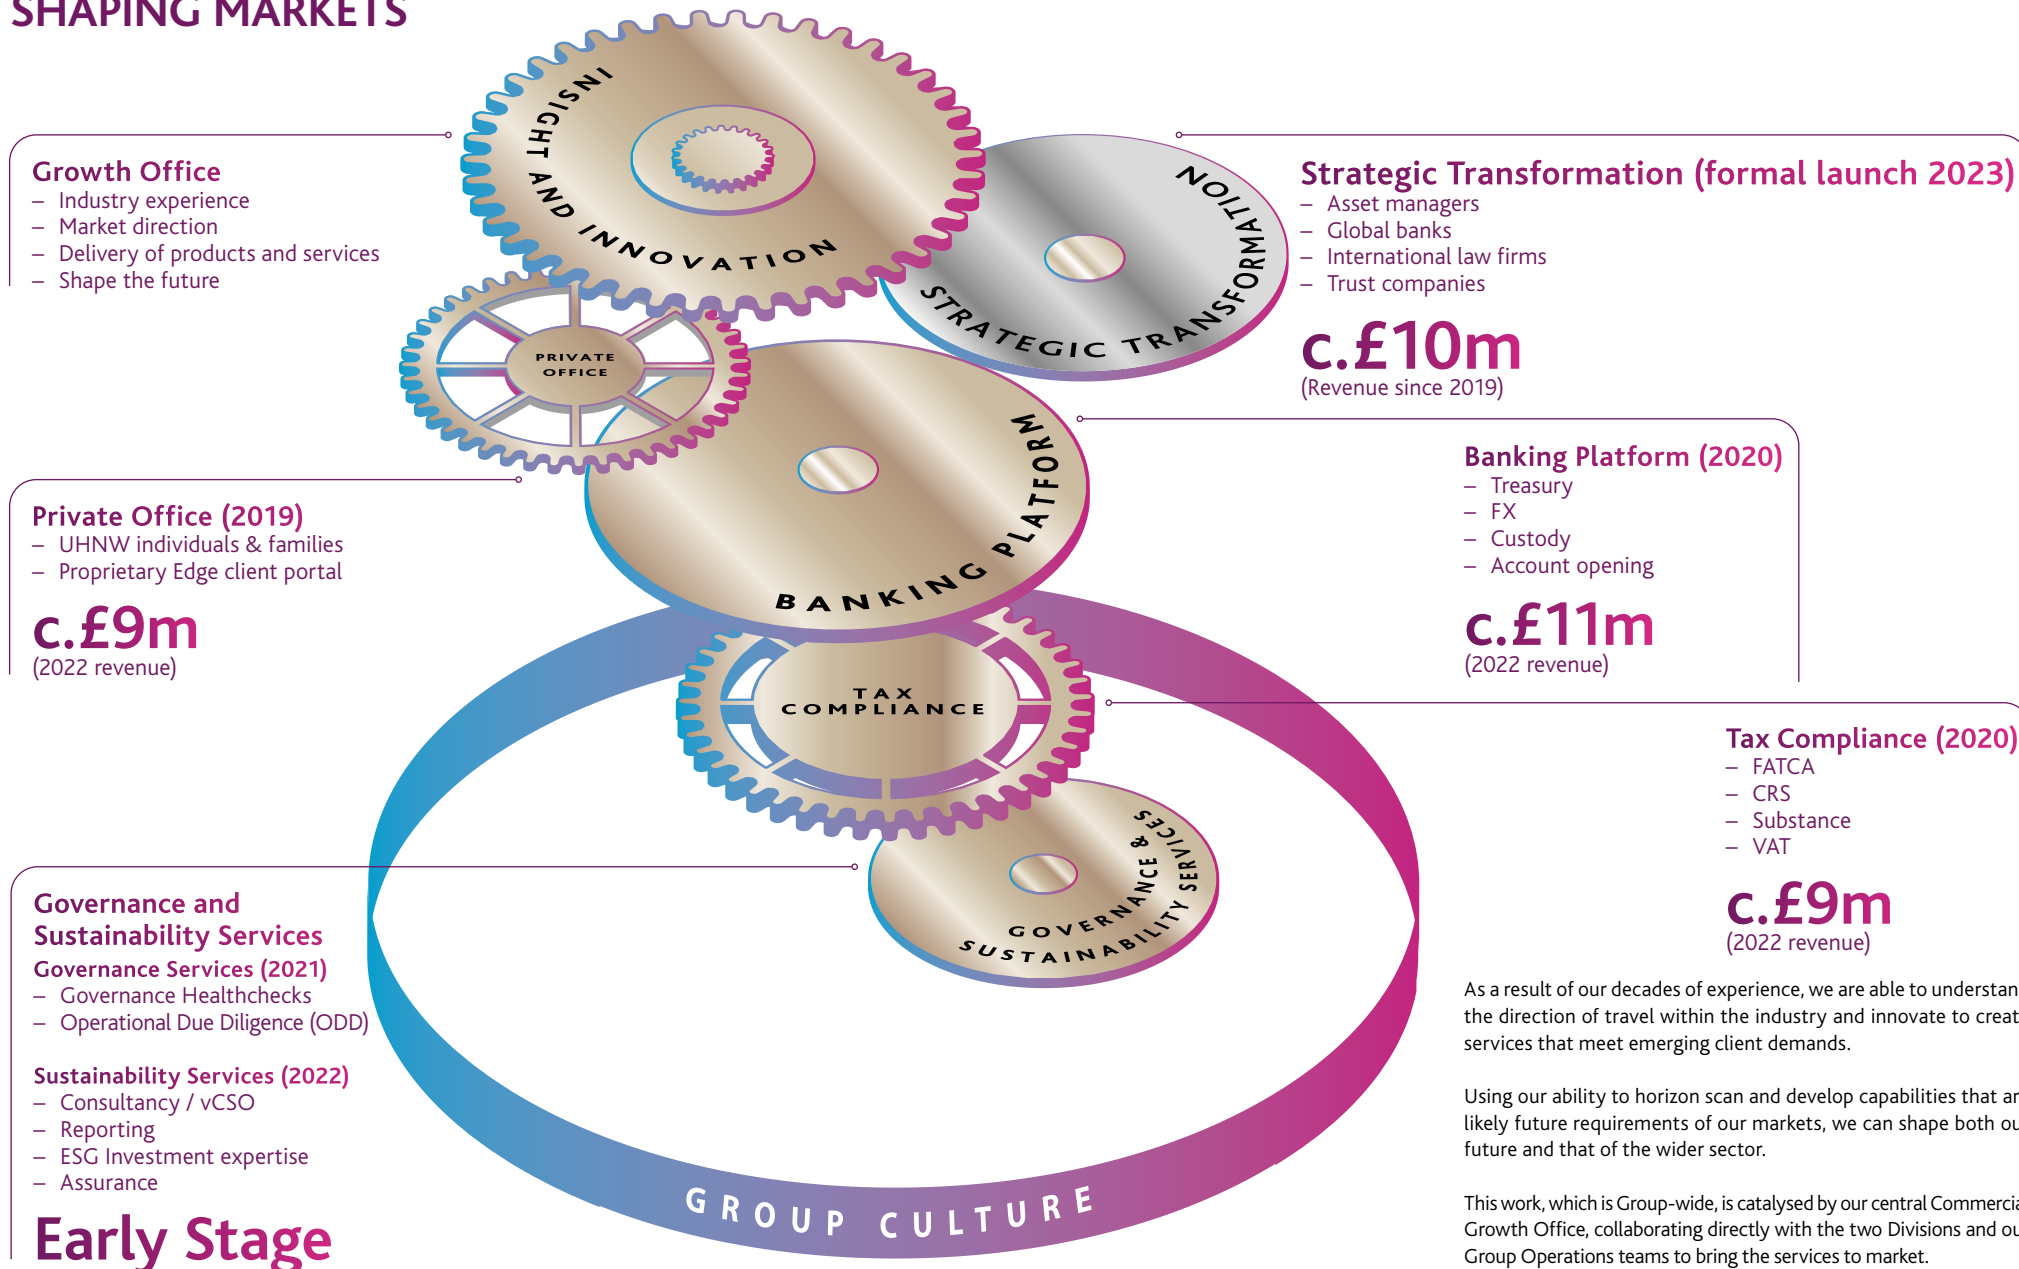 SHAPING MARKETS
INSIGHT AND INNOVATION
STRATEGIC TRANSFORMATION
PRIVATE
OFFICE
BANKING PLATFORM
TAX
COMPLIANCE
GOVERNANCE &
SUSTAINABILITY SERVICES
GROUP CULTURE
Growth Office
– Industry experience
– Market direction
– Delivery of products and services
– Shape the future
Private Office (2019)
– UHNW individuals & families
– Proprietary Edge client portal
c.£9m
(2022 revenue)
Governance and
Sustainability Services
Governance Services (2021)
– Governance Healthchecks
– Operational Due Diligence (ODD)
Sustainability Services (2022)
– Consultancy / vCSO
– Reporting
– ESG Investment expertise
– Assurance
Early Stage
Strategic Transformation (formal launch 2023)
– Asset managers
– Global banks
– International law firms
– Trust companies
c.£10m
(Revenue since 2019)
Banking Platform (2020)
– Treasury
– FX
– Custody
– Account opening
c.£11m
(2022 revenue)
Tax Compliance (2020)
– FATCA
– CRS
– Substance
– VAT
c.£9m
(2022 revenue)
As a result of our decades of experience, we are able to understan
the direction of travel within the industry and innovate to creat
services that meet emerging client demands.
Using our ability to horizon scan and develop capabilities that ar
likely future requirements of our markets, we can shape both ou
future and that of the wider sector.
This work, which is Group-wide, is catalysed by our central Commercia
Growth Office, collaborating directly with the two Divisions and ou
Group Operations teams to bring the services to market.